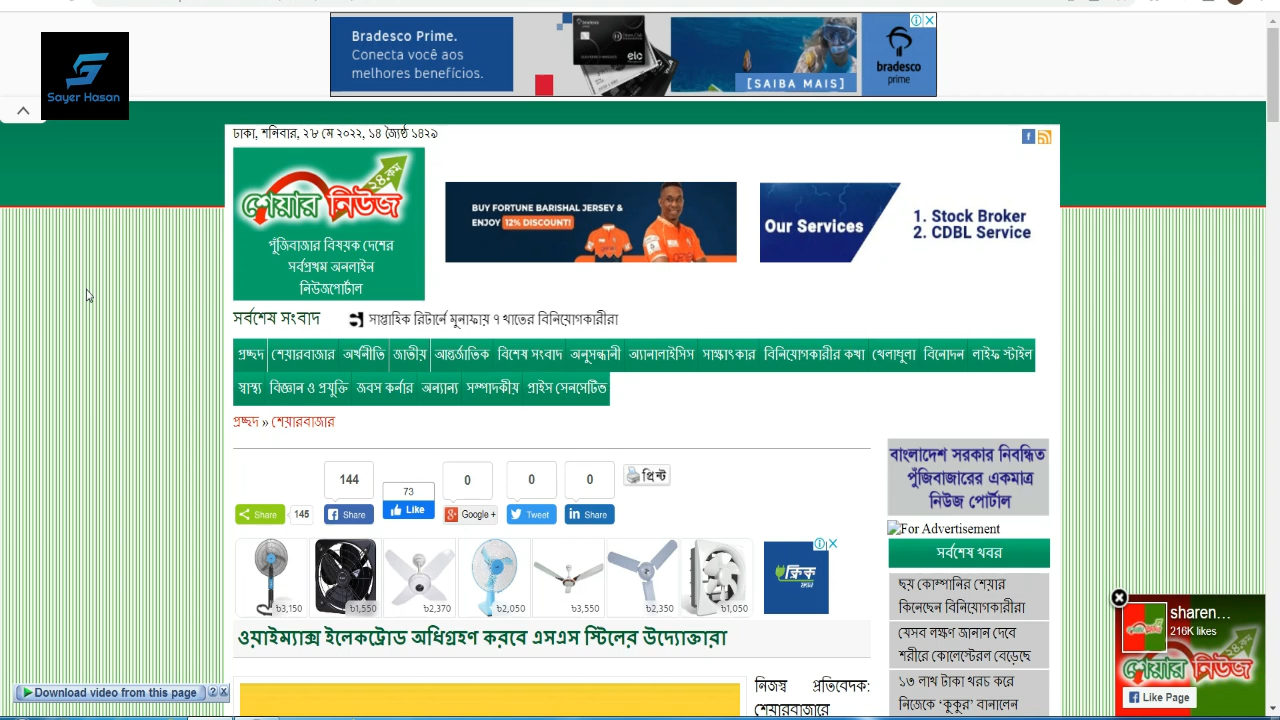 Bradesco Prime.
Conecta você aos
melhores benefícios.
elo
[SAIBA MAIS]
bradesco
prime
Sayer Hasan
ঢাকা, শনিবার, ২৮ মে ২০২২, ১৪ জ্যৈষ্ঠ ১৪২৯
শেয়ার নিউজ ২৪.কম
পুঁজিবাজার বিষয়ক দেশের
সর্বপ্রথম অনলাইন
নিউজপোর্টাল
BUY FORTUNE BARISHAL JERSEY &
ENJOY 12% DISCOUNT!
Our Services
1. Stock Broker
2. CDBL Service
সর্বশেষ সংবাদ
সাপ্তাহিক রিটার্নে মুনাফায় ৭ খাতের বিনিয়োগকারীরা
প্রচ্ছদ শেয়ারবাজার অর্থনীতি জাতীয় আন্তর্জাতিক বিশেষ সংবাদ অনুসন্ধানী অ্যানালাইসিস সাক্ষাৎকার বিনিয়োগকারীর কথা খেলাধুলা বিনোদন লাইফ স্টাইল
স্বাস্থ্য বিজ্ঞান ও প্রযুক্তি জবস কর্নার অন্যান্য সম্পাদকীয় প্রাইস সেনসেটিভ
প্রচ্ছদ » শেয়ারবাজার
144 73 0 0 0 প্রিন্ট
Share 145 Share Like Google + Tweet Share
৳3,150 ৳1,550 ৳2,370 ৳2,050 ৳3,550 ৳2,350 ৳1,050
ক্লিক
ফ্যান
ওয়াইম্যাক্স ইলেকট্রোড অধিগ্রহণ করবে এসএস স্টিলের উদ্যোক্তারা
নিজস্ব প্রতিবেদক:
শেয়ারবাজারে
বাংলাদেশ সরকার নিবন্ধিত
পুঁজিবাজারের একমাত্র
নিউজ পোর্টাল
For Advertisement
সর্বশেষ খবর
ছয় কোম্পানির শেয়ার
কিনেছেন বিনিয়োগকারীরা
যেসব লক্ষণ জানান দেবে
শরীরে কোলেস্টেরল বেড়েছে
১৩ লাখ টাকা খরচ করে
নিজেকে ‘কুকুর’ বানালেন
sharen...
216K likes
শেয়ার নিউজ
Like Page
Download video from this page ? X